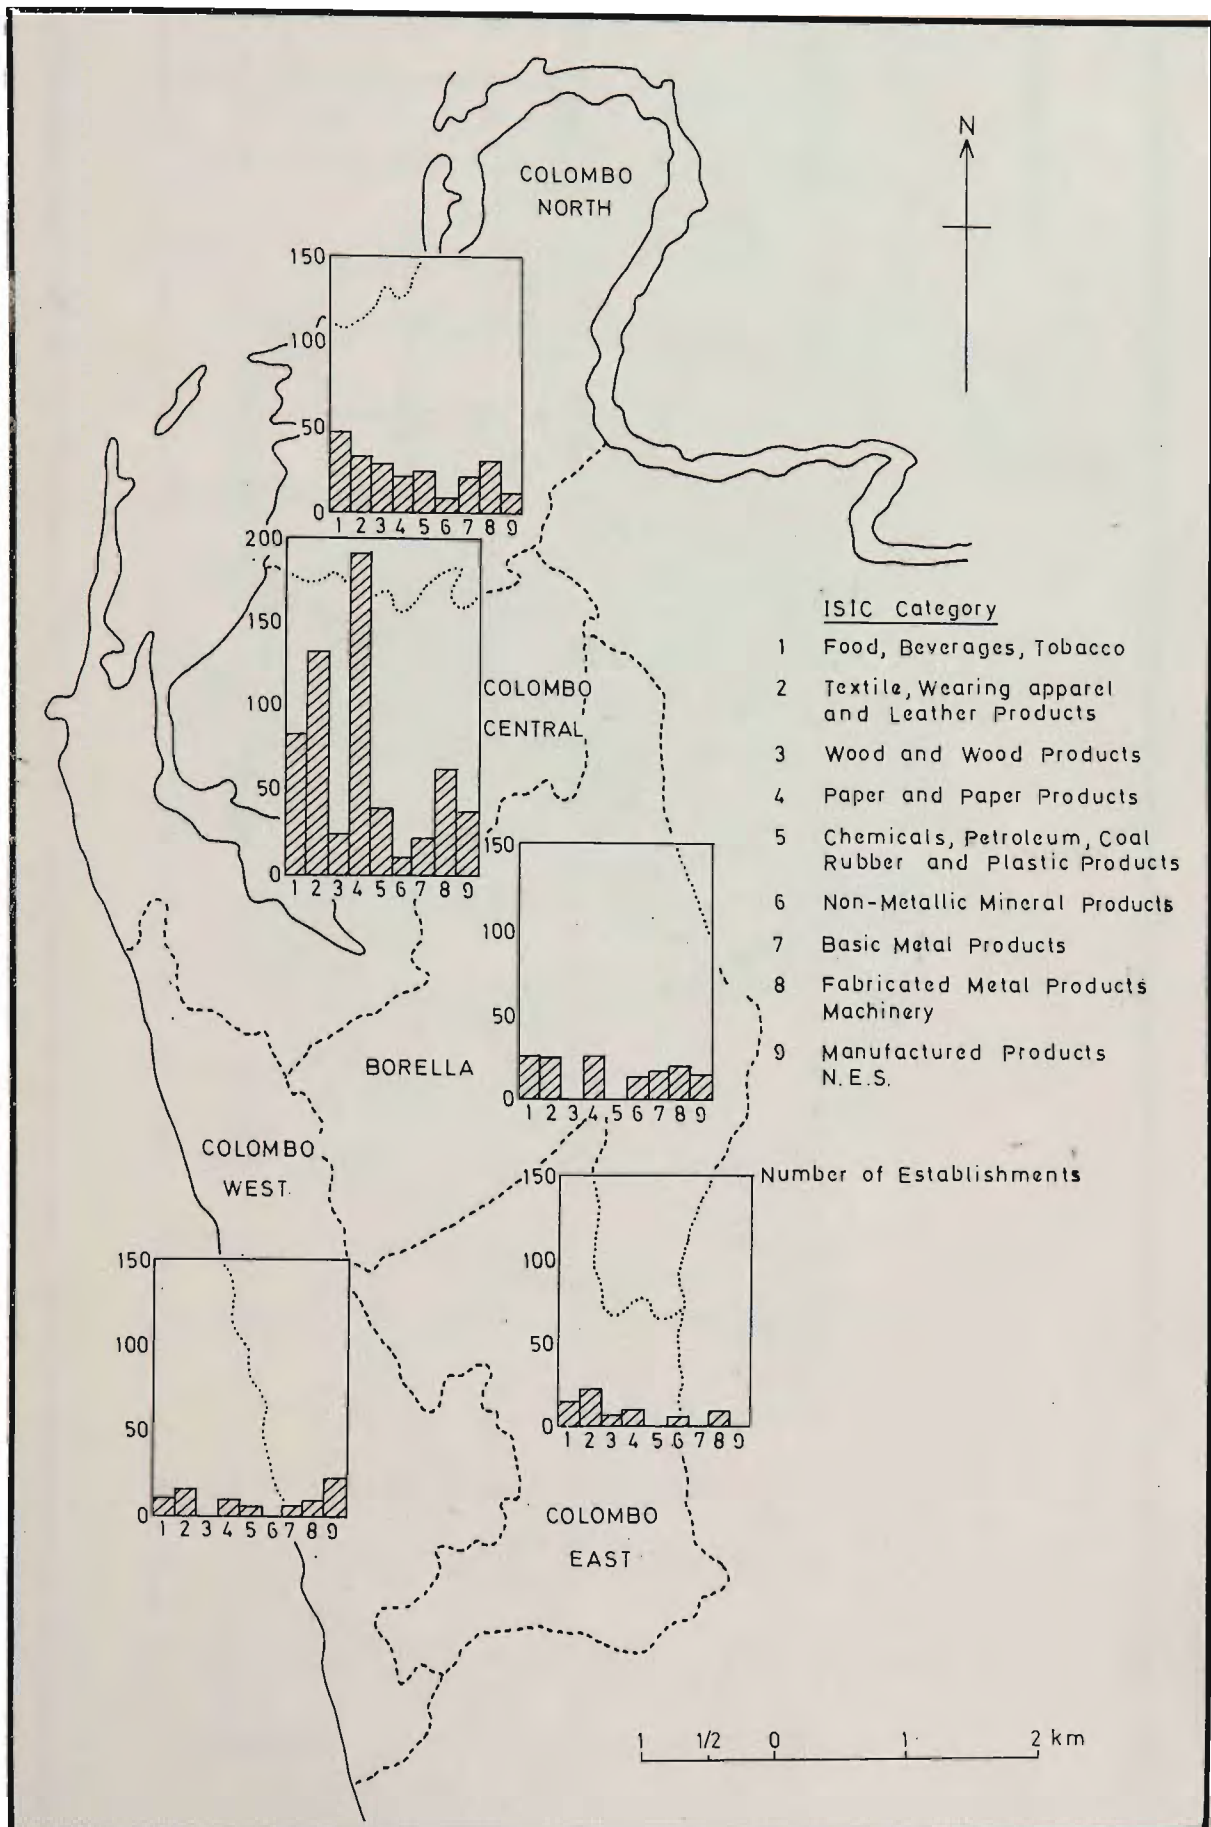 N
COLOMBO
NORTH
150
100
50
0
1 2 3 4 5 6 7 8 9
200
150
100
50
0
1 2 3 4 5 6 7 8 9
COLOMBO
CENTRAL
ISIC Category
1 Food, Beverages, Tobacco
2 Textile, Wearing apparel
and Leather Products
3 Wood and Wood Products
4 Paper and Paper Products
5 Chemicals, Petroleum, Coal
Rubber and Plastic Products
6 Non-Metallic Mineral Products
7 Basic Metal Products
8 Fabricated Metal Products
Machinery
9 Manufactured Products
N.E.S.
150
100
50
0
1 2 3 4 5 6 7 8 9
BORELLA
COLOMBO
WEST
150
100
50
0
1 2 3 4 5 6 7 8 9
Number of Establishments
150
100
50
0
1 2 3 4 5 6 7 8 9
COLOMBO
EAST
1 1/2 0 1 2 km